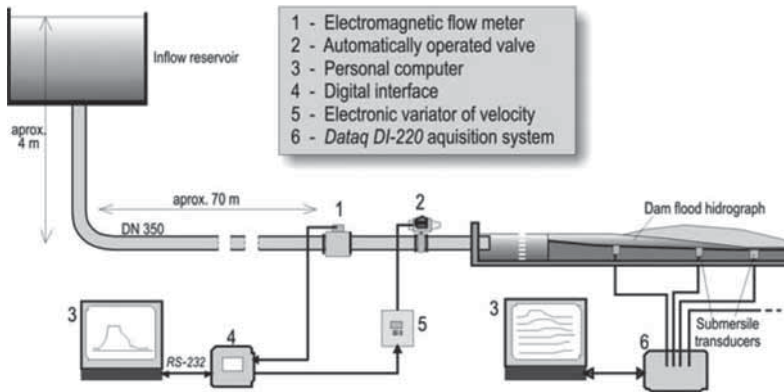 Inflow reservoir
aprox.
4 m
1 - Electromagnetic flow meter
2 - Automatically operated valve
3 - Personal computer
4 - Digital interface
5 - Electronic variator of velocity
6 - Dataq DI-220 aquisition system
aprox. 70 m
DN 350
1
2
Dam flood hidrograph
3
RS-232
4
5
3
6
Submersile
transducers